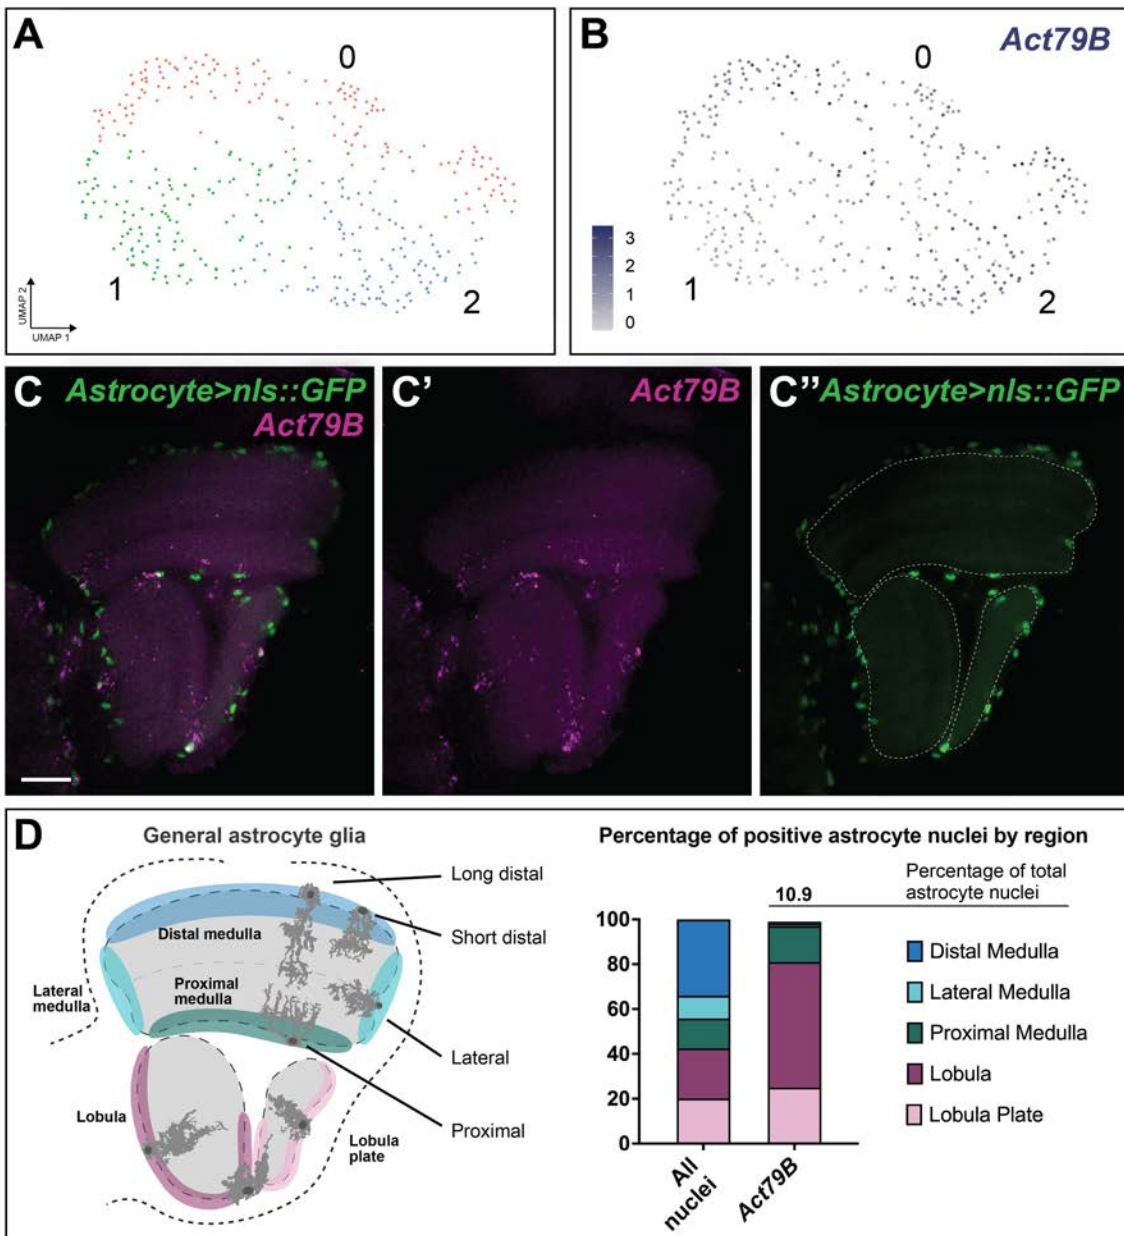 A
0
1
2
UMAP 2
UMAP 1
B
Act79B
0
1
2
3
2
1
0
C
Astrocyte>nls::GFP
Act79B
C'
Act79B
C"
Astrocyte>nls::GFP
D
General astrocyte glia
Long distal
Short distal
Distal medulla
Proximal
medulla
Lateral
medulla
Lateral
Lobula
Lobula
plate
Proximal
Percentage of positive astrocyte nuclei by region
Percentage of total
astrocyte nuclei
10.9
100
80
60
40
20
0
All
nuclei
Act79B
Distal Medulla
Lateral Medulla
Proximal Medulla
Lobula
Lobula Plate